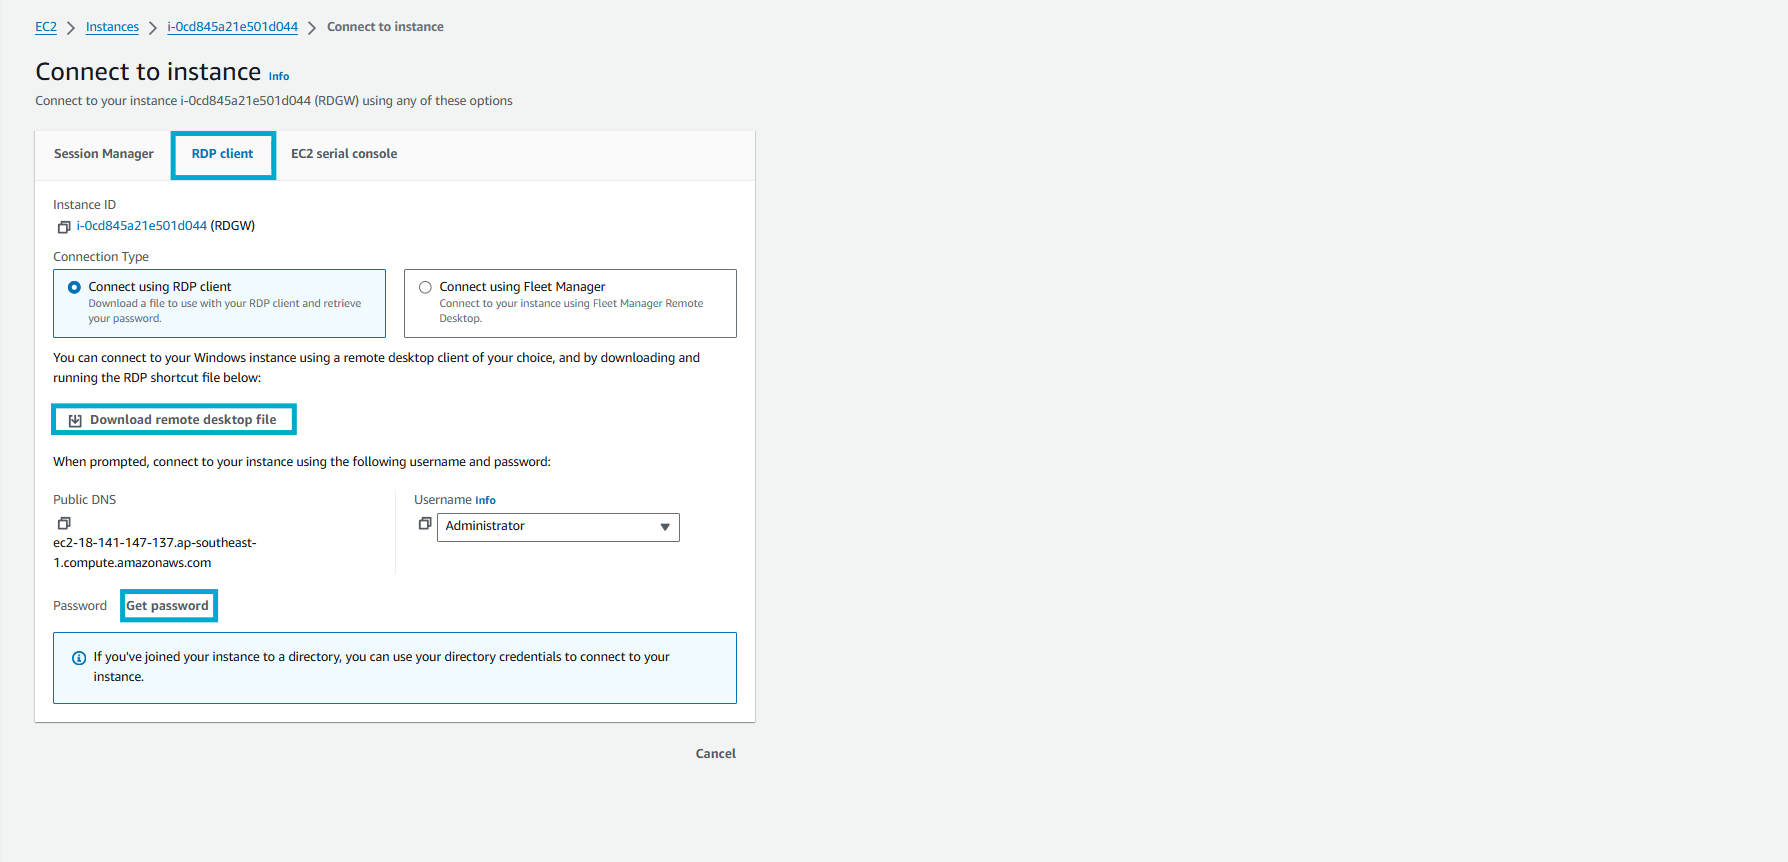 EC2 Instances i-0cd845a21e501d044 Connect to instance
Connect to instance Info
Connect to your instance i-0cd845a21e501d044 (RDGW) using any of these options
Session Manager RDP client EC2 serial console
Instance ID
i-0cd845a21e501d044 (RDGW)
Connection Type
Connect using RDP client
Download a file to use with your RDP client and retrieve
your password.
Connect using Fleet Manager
Connect to your instance using Fleet Manager Remote
Desktop.
You can connect to your Windows instance using a remote desktop client of your choice, and by downloading and
running the RDP shortcut file below:
Download remote desktop file
When prompted, connect to your instance using the following username and password:
Public DNS
ec2-18-141-147-137.ap-southeast-
1.compute.amazonaws.com
Username Info
Administrator
Password Get password
If you've joined your instance to a directory, you can use your directory credentials to connect to your
instance.
Cancel